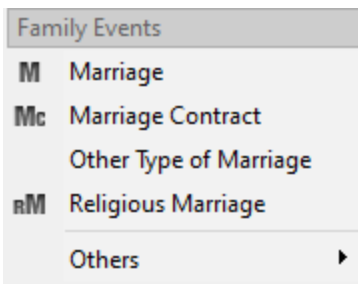 Family Events
M Marriage
Mc Marriage Contract
Other Type of Marriage
RM Religious Marriage
Others